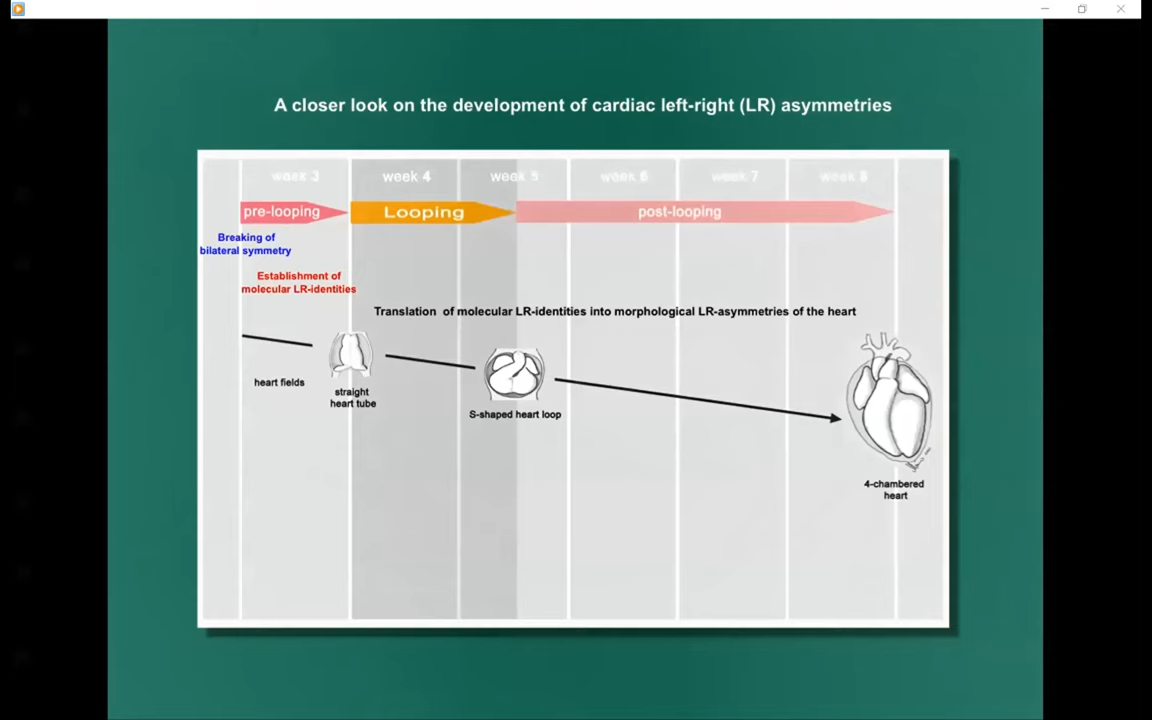 A closer look on the development of cardiac left-right (LR) asymmetries
week 3
week 4
week 5
week 6
week 7
week 8
pre-looping
Looping
post-looping
Breaking of
bilateral symmetry
Establishment of
molecular LR-identities
Translation of molecular LR-identities into morphological LR-asymmetries of the heart
heart fields
straight
heart tube
S-shaped heart loop
4-chambered
heart